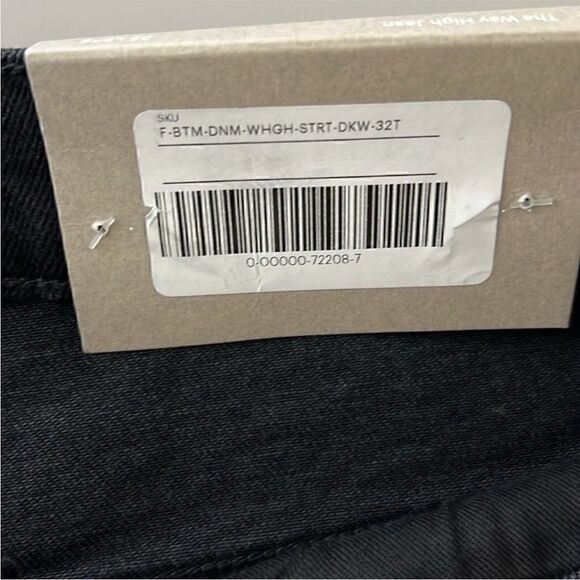 The Way High Jean
SKU
F-BTM-DNM-WHGH-STRT-DKW-32T
0-00000-72208-7